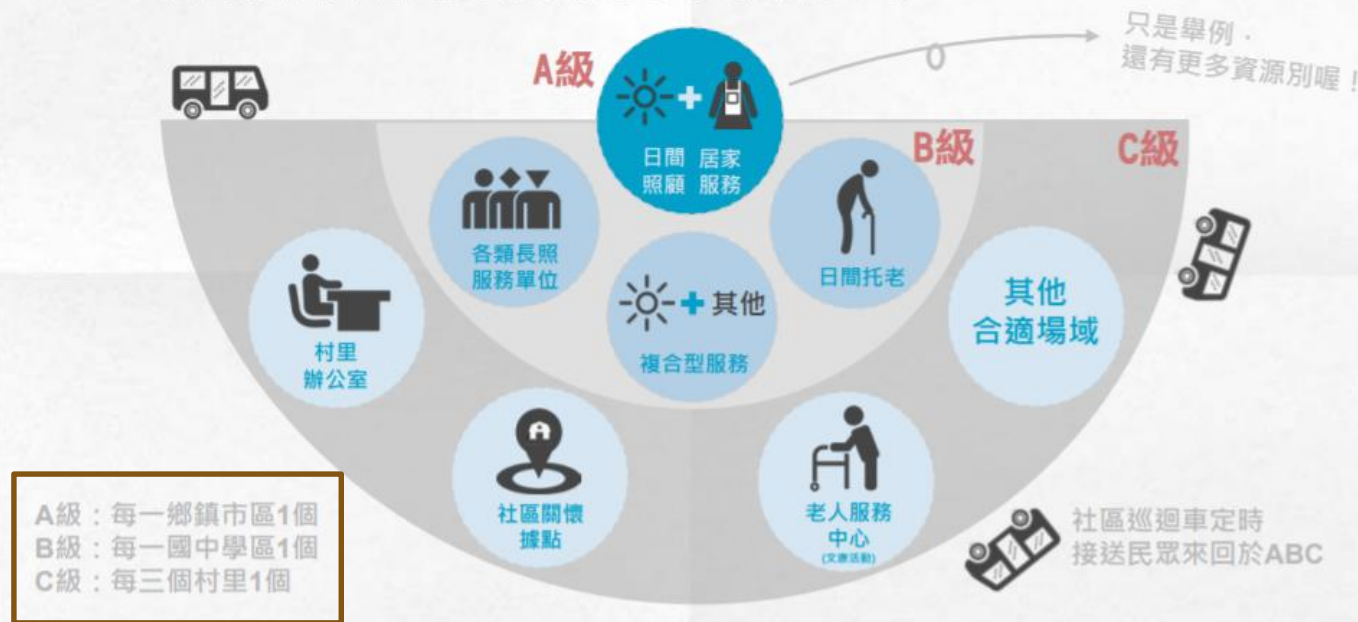 只是舉例．
還有更多資源別喔！
A級
日間 居家
照顧 服務
B級
C級
各類長照
服務單位
其他
複合型服務
日間托老
村里
辦公室
其他
合適場域
社區關懷
據點
老人服務
中心
(文康活動)
A級：每一鄉鎮市區1個
B級：每一國中學區1個
C級：每三個村里1個
社區巡迴車定時
接送民眾來回於ABC